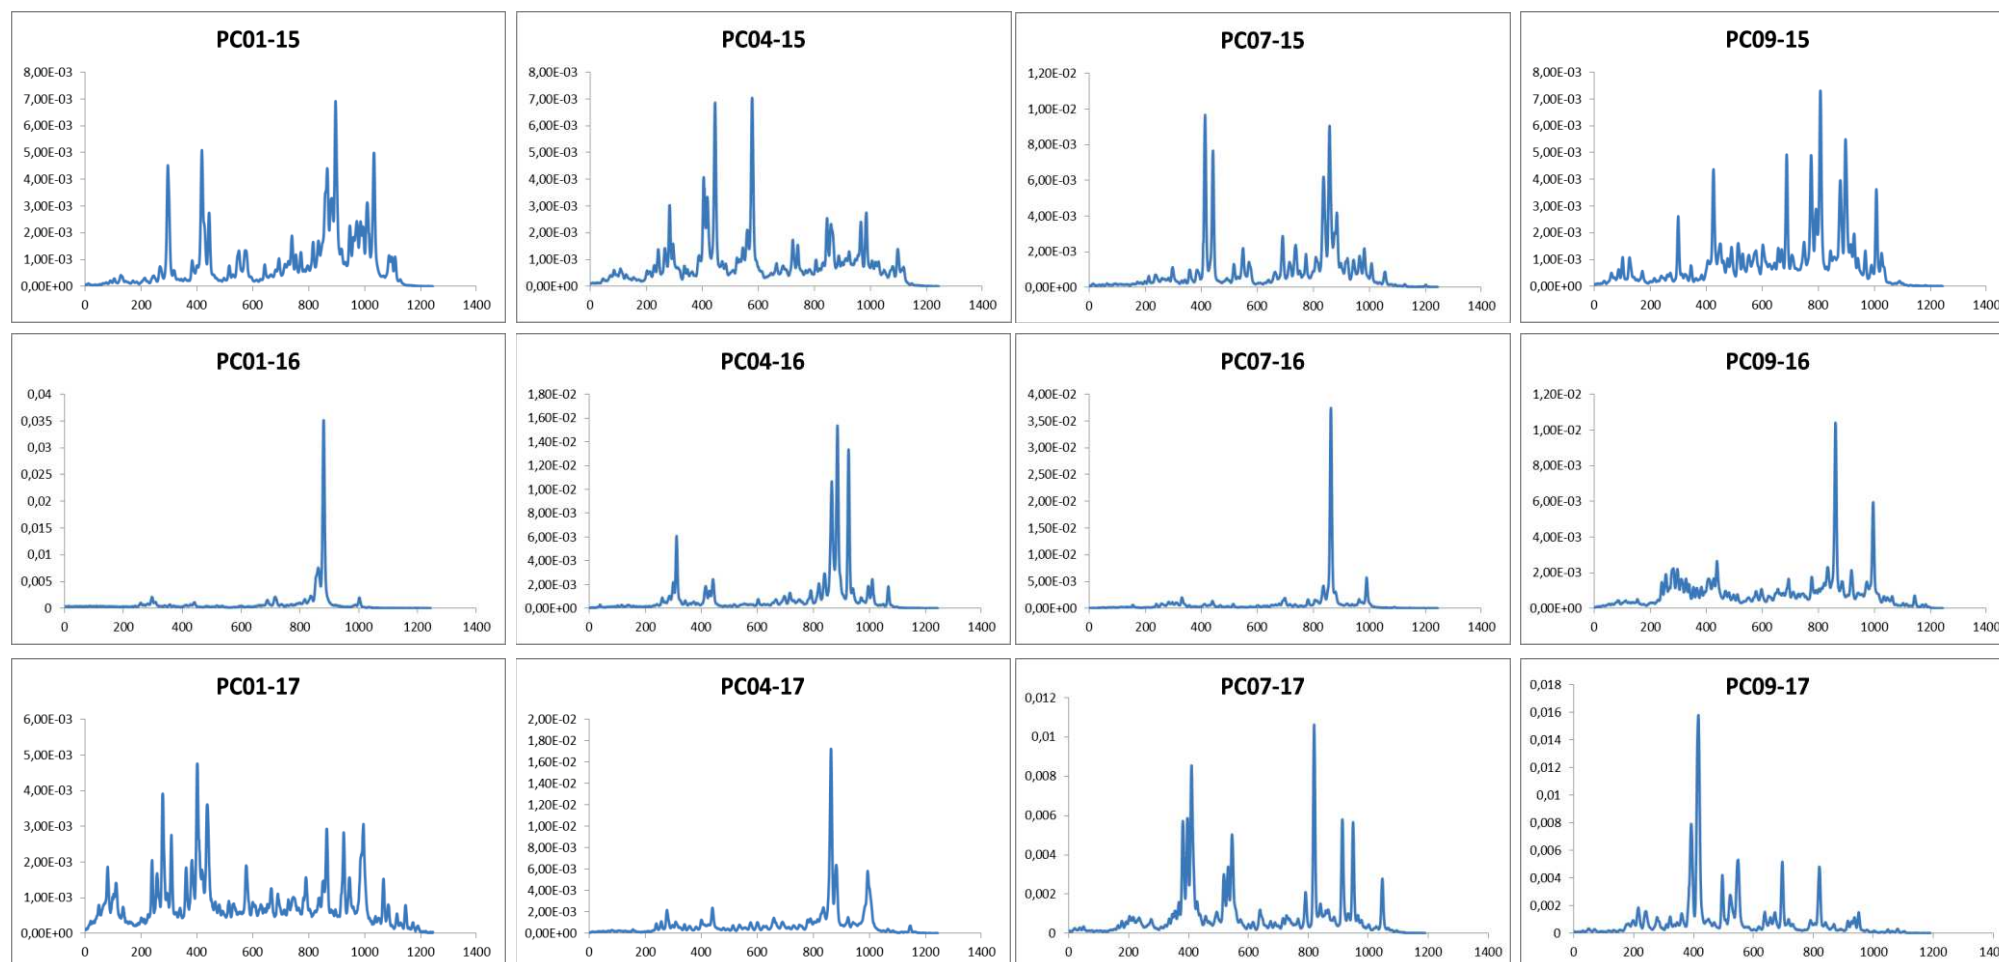 PC01-15
8,00E-03
7,00E-03
6,00E-03
5,00E-03
4,00E-03
3,00E-03
2,00E-03
1,00E-03
0,00E+00
0 200 400 600 800 1000 1200 1400
PC04-15
8,00E-03
7,00E-03
6,00E-03
5,00E-03
4,00E-03
3,00E-03
2,00E-03
1,00E-03
0,00E+00
0 200 400 600 800 1000 1200 1400
PC07-15
1,20E-02
1,00E-02
8,00E-03
6,00E-03
4,00E-03
2,00E-03
0,00E+00
0 200 400 600 800 1000 1200 1400
PC09-15
8,00E-03
7,00E-03
6,00E-03
5,00E-03
4,00E-03
3,00E-03
2,00E-03
1,00E-03
0,00E+00
0 200 400 600 800 1000 1200 1400
PC01-16
0,04
0,035
0,03
0,025
0,02
0,015
0,01
0,005
0
0 200 400 600 800 1000 1200 1400
PC04-16
1,80E-02
1,60E-02
1,40E-02
1,20E-02
1,00E-02
8,00E-03
6,00E-03
4,00E-03
2,00E-03
0,00E+00
0 200 400 600 800 1000 1200 1400
PC07-16
4,00E-02
3,50E-02
3,00E-02
2,50E-02
2,00E-02
1,50E-02
1,00E-02
5,00E-03
0,00E+00
0 200 400 600 800 1000 1200 1400
PC09-16
1,20E-02
1,00E-02
8,00E-03
6,00E-03
4,00E-03
2,00E-03
0,00E+00
0 200 400 600 800 1000 1200 1400
PC01-17
6,00E-03
5,00E-03
4,00E-03
3,00E-03
2,00E-03
1,00E-03
0,00E+00
0 200 400 600 800 1000 1200 1400
PC04-17
2,00E-02
1,80E-02
1,60E-02
1,40E-02
1,20E-02
1,00E-02
8,00E-03
6,00E-03
4,00E-03
2,00E-03
0,00E+00
0 200 400 600 800 1000 1200 1400
PC07-17
0,012
0,01
0,008
0,006
0,004
0,002
0
0 200 400 600 800 1000 1200 1400
PC09-17
0,018
0,016
0,014
0,012
0,01
0,008
0,006
0,004
0,002
0
0 200 400 600 800 1000 1200 140